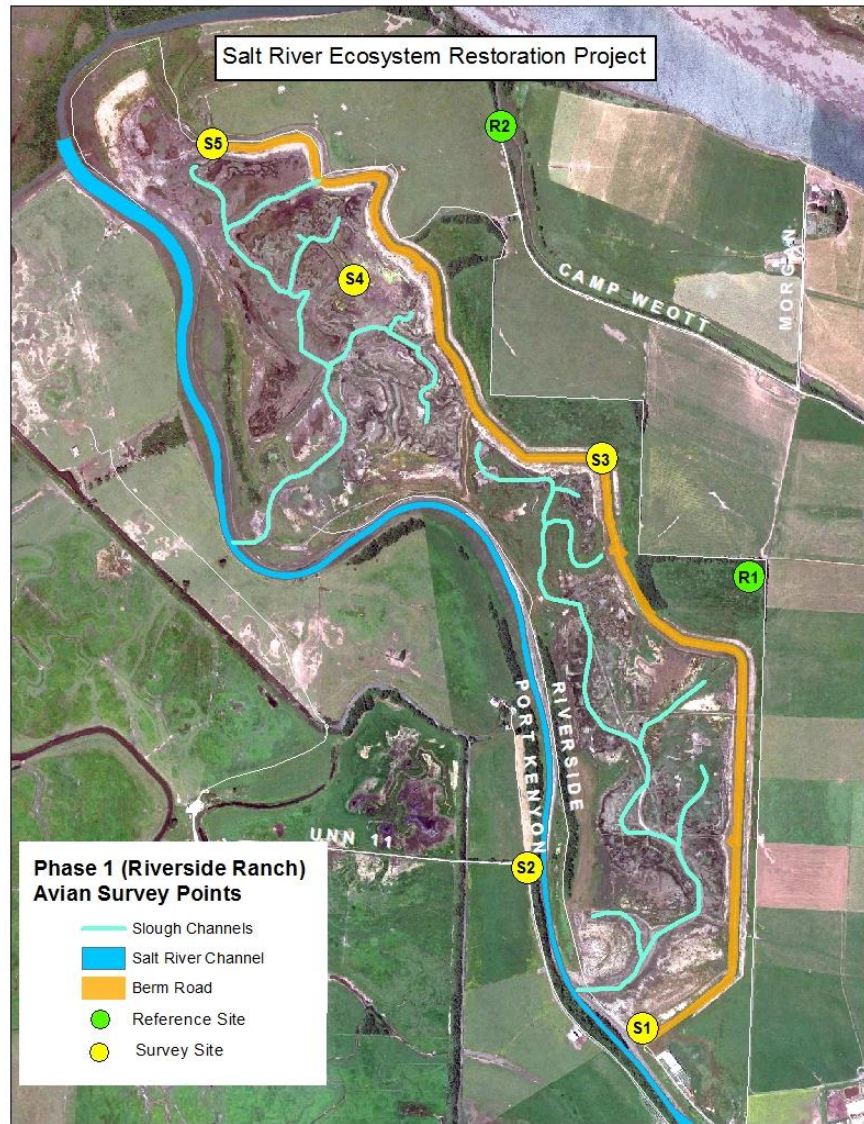 Salt River Ecosystem Restoration Project
S5
R2
MORGAN
CAMP WEOTT
S4
S3
R1
RIVERSIDE
PORT KENYON
UNN 11
S2
S1
Phase 1 (Riverside Ranch)
Avian Survey Points
Slough Channels
Salt River Channel
Berm Road
Reference Site
Survey Site